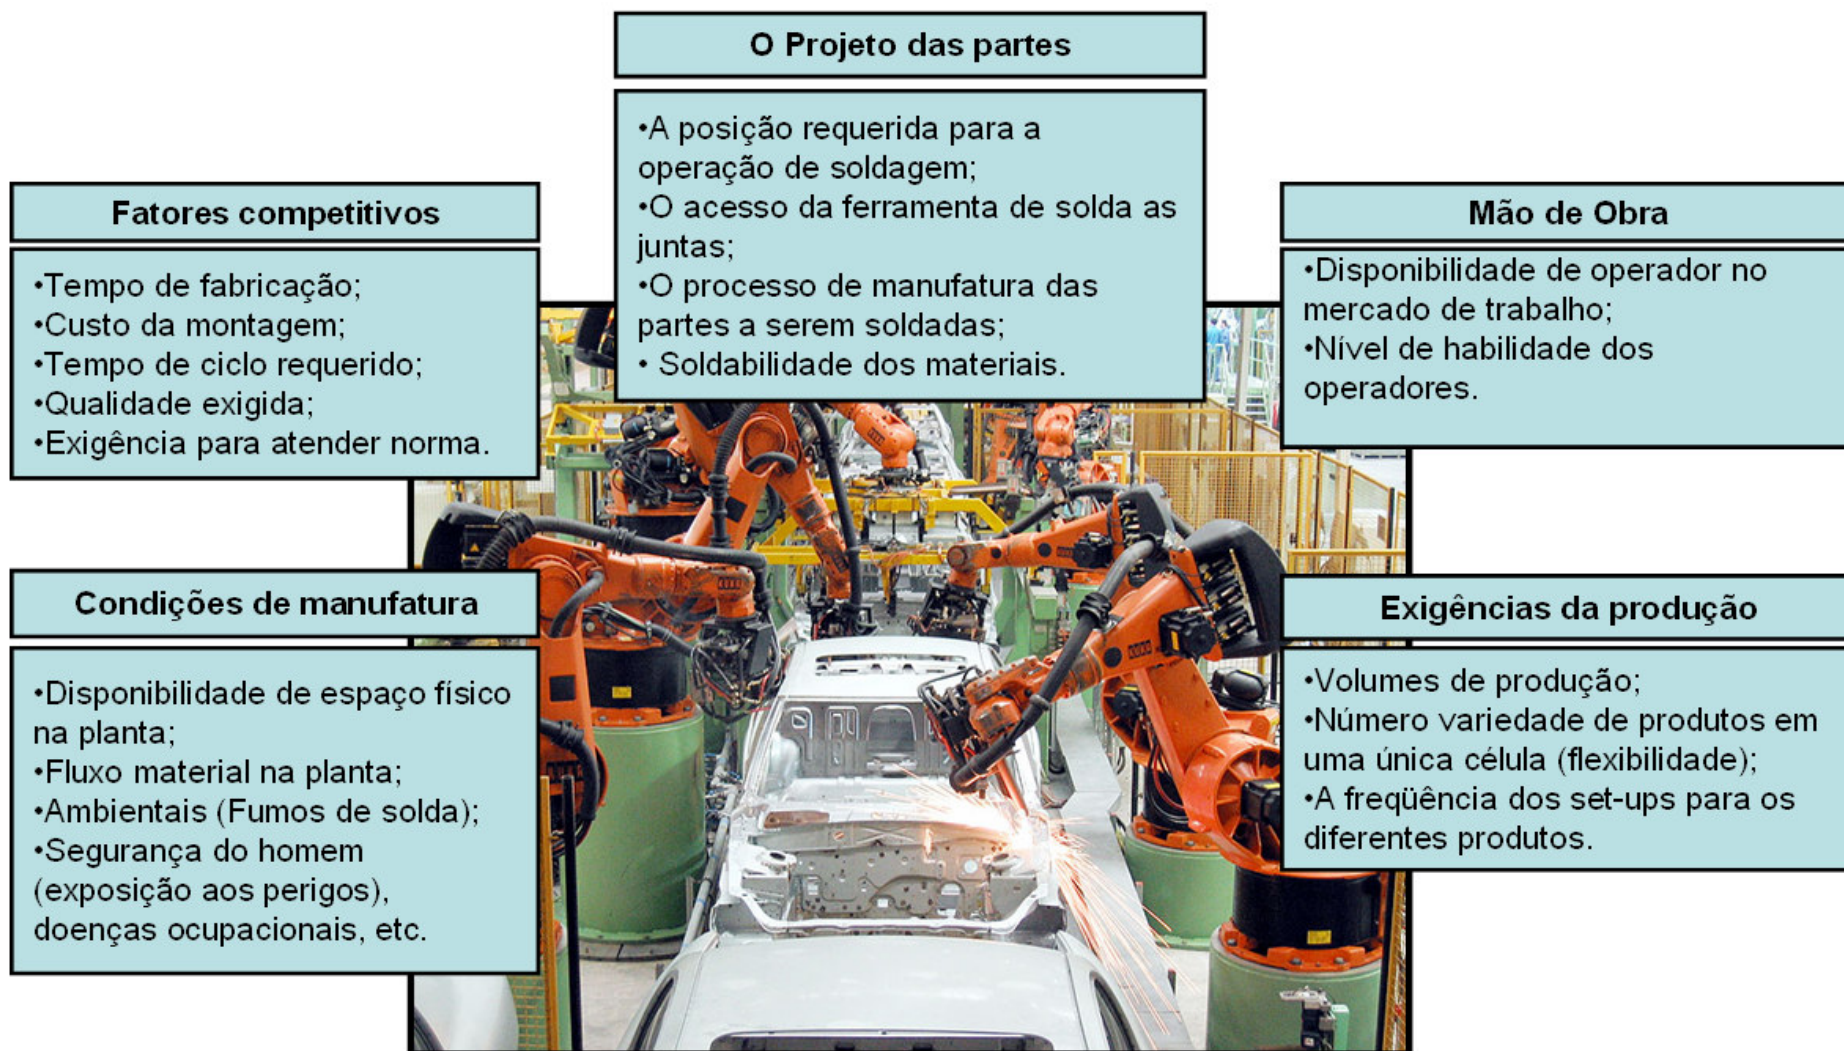 O Projeto das partes
•A posição requerida para a
operação de soldagem;
•O acesso da ferramenta de solda as
juntas;
•O processo de manufatura das
partes a serem soldadas;
• Soldabilidade dos materiais.
Fatores competitivos
•Tempo de fabricação;
•Custo da montagem;
•Tempo de ciclo requerido;
•Qualidade exigida;
•Exigência para atender norma.
Mão de Obra
•Disponibilidade de operador no
mercado de trabalho;
•Nível de habilidade dos
operadores.
Condições de manufatura
•Disponibilidade de espaço físico
na planta;
•Fluxo material na planta;
•Ambientais (Fumos de solda);
•Segurança do homem
(exposição aos perigos),
doenças ocupacionais, etc.
Exigências da produção
•Volumes de produção;
•Número variedade de produtos em
uma única célula (flexibilidade);
•A freqüência dos set-ups para os
diferentes produtos.
KUKA
KUKA